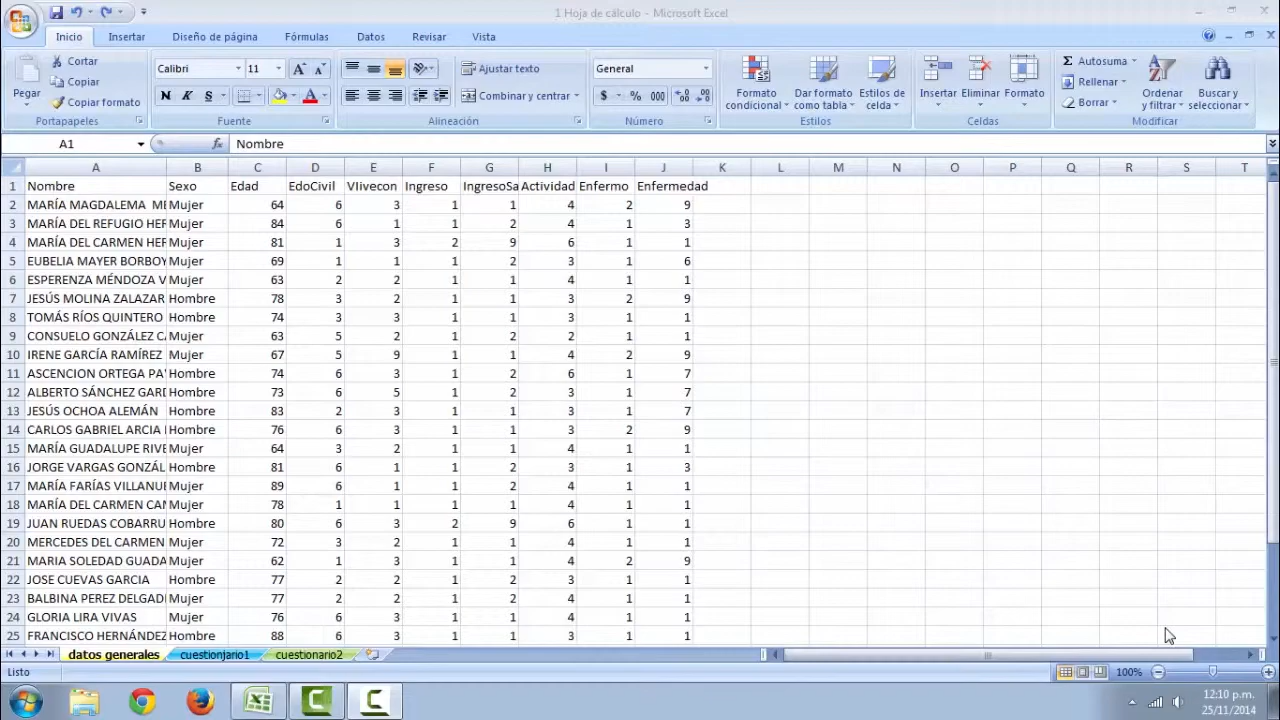 1 Hoja de cálculo - Microsoft Excel
Inicio Insertar Diseño de página Fórmulas Datos Revisar Vista
Pegar
Cortar
Copiar
Copiar formato
Portapapeles
Calibri 11
N K S
Fuente
Ajustar texto
Combinar y centrar
Alineación
General
$ % 000
Número
Formato condicional
Dar formato como tabla
Estilos de celda
Estilos
Insertar Eliminar Formato
Celdas
Autosuma
Rellenar
Borrar
Ordenar y filtrar
Buscar y seleccionar
Modificar
A1 fx Nombre
A B C D E F G H I J K L M N O P Q R S T
1 Nombre Sexo Edad EdoCivil VIivecon Ingreso IngresoSa Actividad Enfermo Enfermedad
2 MARÍA MAGDALEMA ME Mujer 64 6 3 1 1 4 2 9
3 MARÍA DEL REFUGIO HER Mujer 84 6 1 1 2 4 1 3
4 MARÍA DEL CARMEN HER Mujer 81 1 3 2 9 6 1 1
5 EUBELIA MAYER BORBOY Mujer 69 1 1 1 2 3 1 6
6 ESPERENZA MÉNDOZA V Mujer 63 2 2 1 1 4 1 1
7 JESÚS MOLINA ZALAZAR Hombre 78 3 2 1 1 3 2 9
8 TOMÁS RÍOS QUINTERO Hombre 74 3 3 1 1 3 1 1
9 CONSUELO GONZÁLEZ CA Mujer 63 5 2 1 2 2 1 1
10 IRENE GARCÍA RAMÍREZ Mujer 67 5 9 1 1 4 2 9
11 ASCENCION ORTEGA PA Hombre 74 6 3 1 2 6 1 7
12 ALBERTO SÁNCHEZ GARD Hombre 73 6 5 1 2 3 1 7
13 JESÚS OCHOA ALEMÁN Hombre 83 2 3 1 1 3 1 7
14 CARLOS GABRIEL ARCIA Hombre 76 6 3 1 1 3 2 9
15 MARÍA GUADALUPE RIVE Mujer 64 3 2 1 1 4 1 1
16 JORGE VARGAS GONZÁL Hombre 81 6 1 1 2 3 1 3
17 MARÍA FARÍAS VILLANUE Mujer 89 6 1 1 2 4 1 1
18 MARÍA DEL CARMEN CAN Mujer 78 1 1 1 1 4 1 1
19 JUAN RUEDAS COBARRU Hombre 80 6 3 2 9 6 1 1
20 MERCEDES DEL CARMEN Mujer 72 3 2 1 1 4 1 1
21 MARIA SOLEDAD GUADA Mujer 62 1 3 1 1 4 2 9
22 JOSE CUEVAS GARCIA Hombre 77 2 2 1 2 3 1 1
23 BALBINA PEREZ DELGAD Mujer 77 2 2 1 2 4 1 1
24 GLORIA LIRA VIVAS Mujer 76 6 3 1 1 4 1 1
25 FRANCISCO HERNÁNDEZ Hombre 88 6 3 1 1 3 1 1
datos generales cuestionjario1 cuestionario2
Listo 100%
12:10 p.m.
25/11/2014